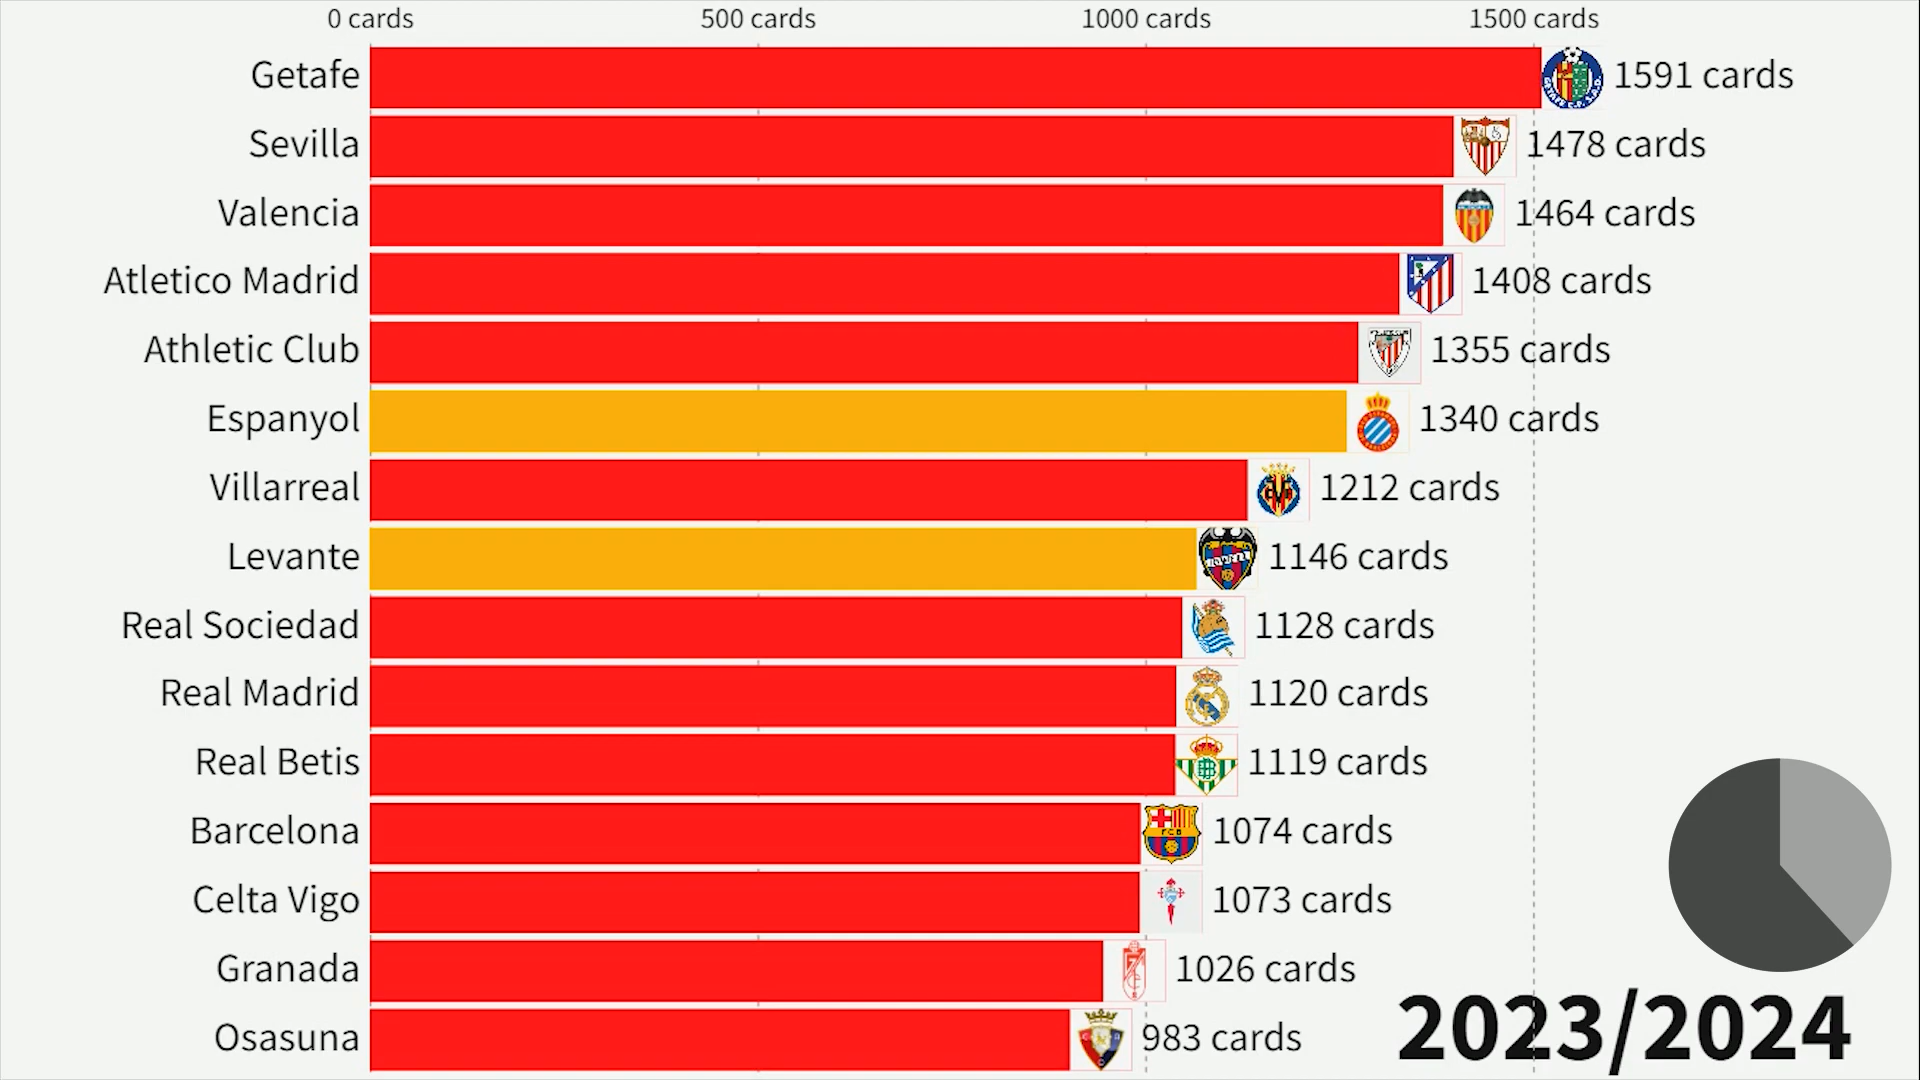 0 cards 500 cards 1000 cards 1500 cards
Getafe 1591 cards
Sevilla 1478 cards
Valencia 1464 cards
Atletico Madrid 1408 cards
Athletic Club 1355 cards
Espanyol 1340 cards
Villarreal 1212 cards
Levante 1146 cards
Real Sociedad 1128 cards
Real Madrid 1120 cards
Real Betis 1119 cards
Barcelona 1074 cards
FCB
Celta Vigo 1073 cards
Granada 1026 cards
Osasuna 983 cards
2023/2024